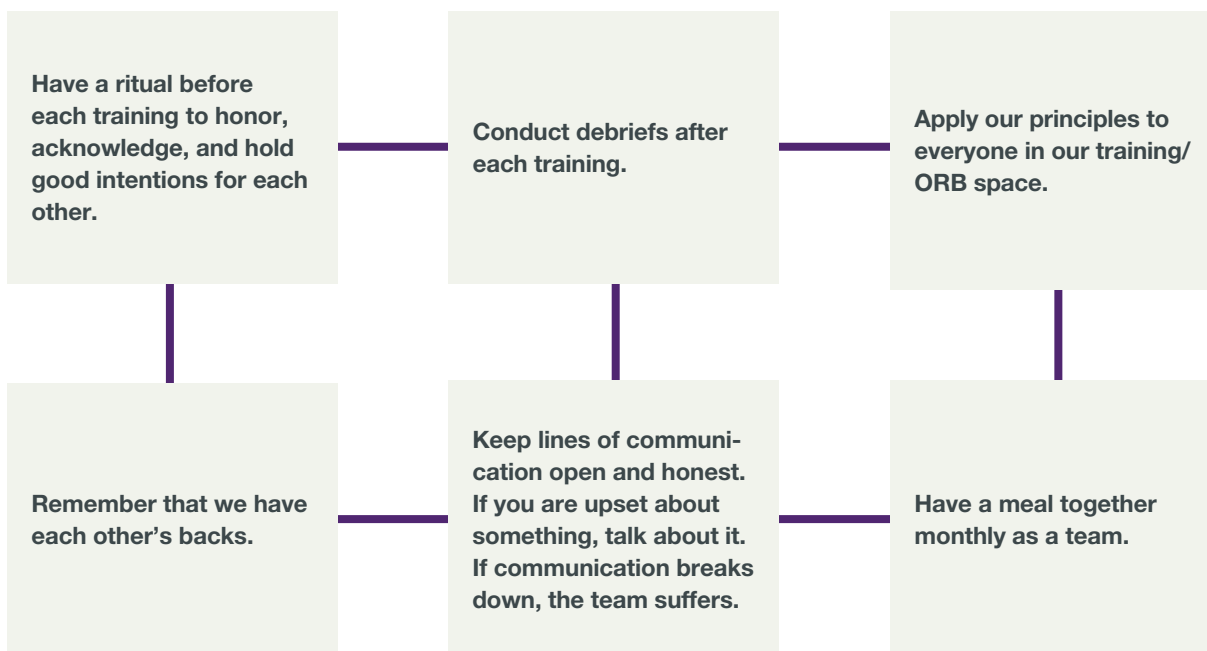 Have a ritual before
each training to honor,
acknowledge, and hold
good intentions for each
other.
Conduct debriefs after
each training.
Apply our principles to
everyone in our training/
ORB space.
Remember that we have
each other’s backs.
Keep lines of communi-
cation open and honest.
If you are upset about
something, talk about it.
If communication breaks
down, the team suffers.
Have a meal together
monthly as a team.